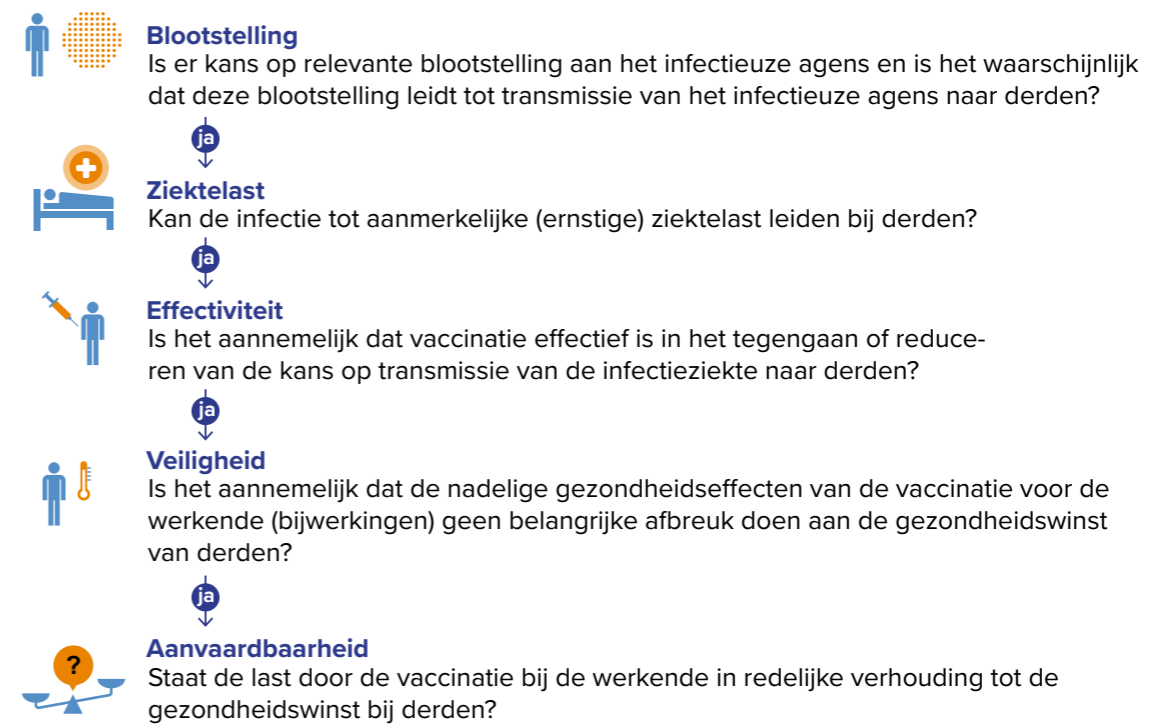 Blootstelling
Is er kans op relevante blootstelling aan het infectieuze agens en is het waarschijnlijk
dat deze blootstelling leidt tot transmissie van het infectieuze agens naar derden?
ja
Ziektelast
Kan de infectie tot aanmerkelijke (ernstige) ziektelast leiden bij derden?
ja
Effectiviteit
Is het aannemelijk dat vaccinatie effectief is in het tegengaan of reduce-
ren van de kans op transmissie van de infectieziekte naar derden?
ja
Veiligheid
Is het aannemelijk dat de nadelige gezondheidseffecten van de vaccinatie voor de
werkende (bijwerkingen) geen belangrijke afbreuk doen aan de gezondheidswinst
van derden?
ja
?
Aanvaardbaarheid
Staat de last door de vaccinatie bij de werkende in redelijke verhouding tot de
gezondheidswinst bij derden?